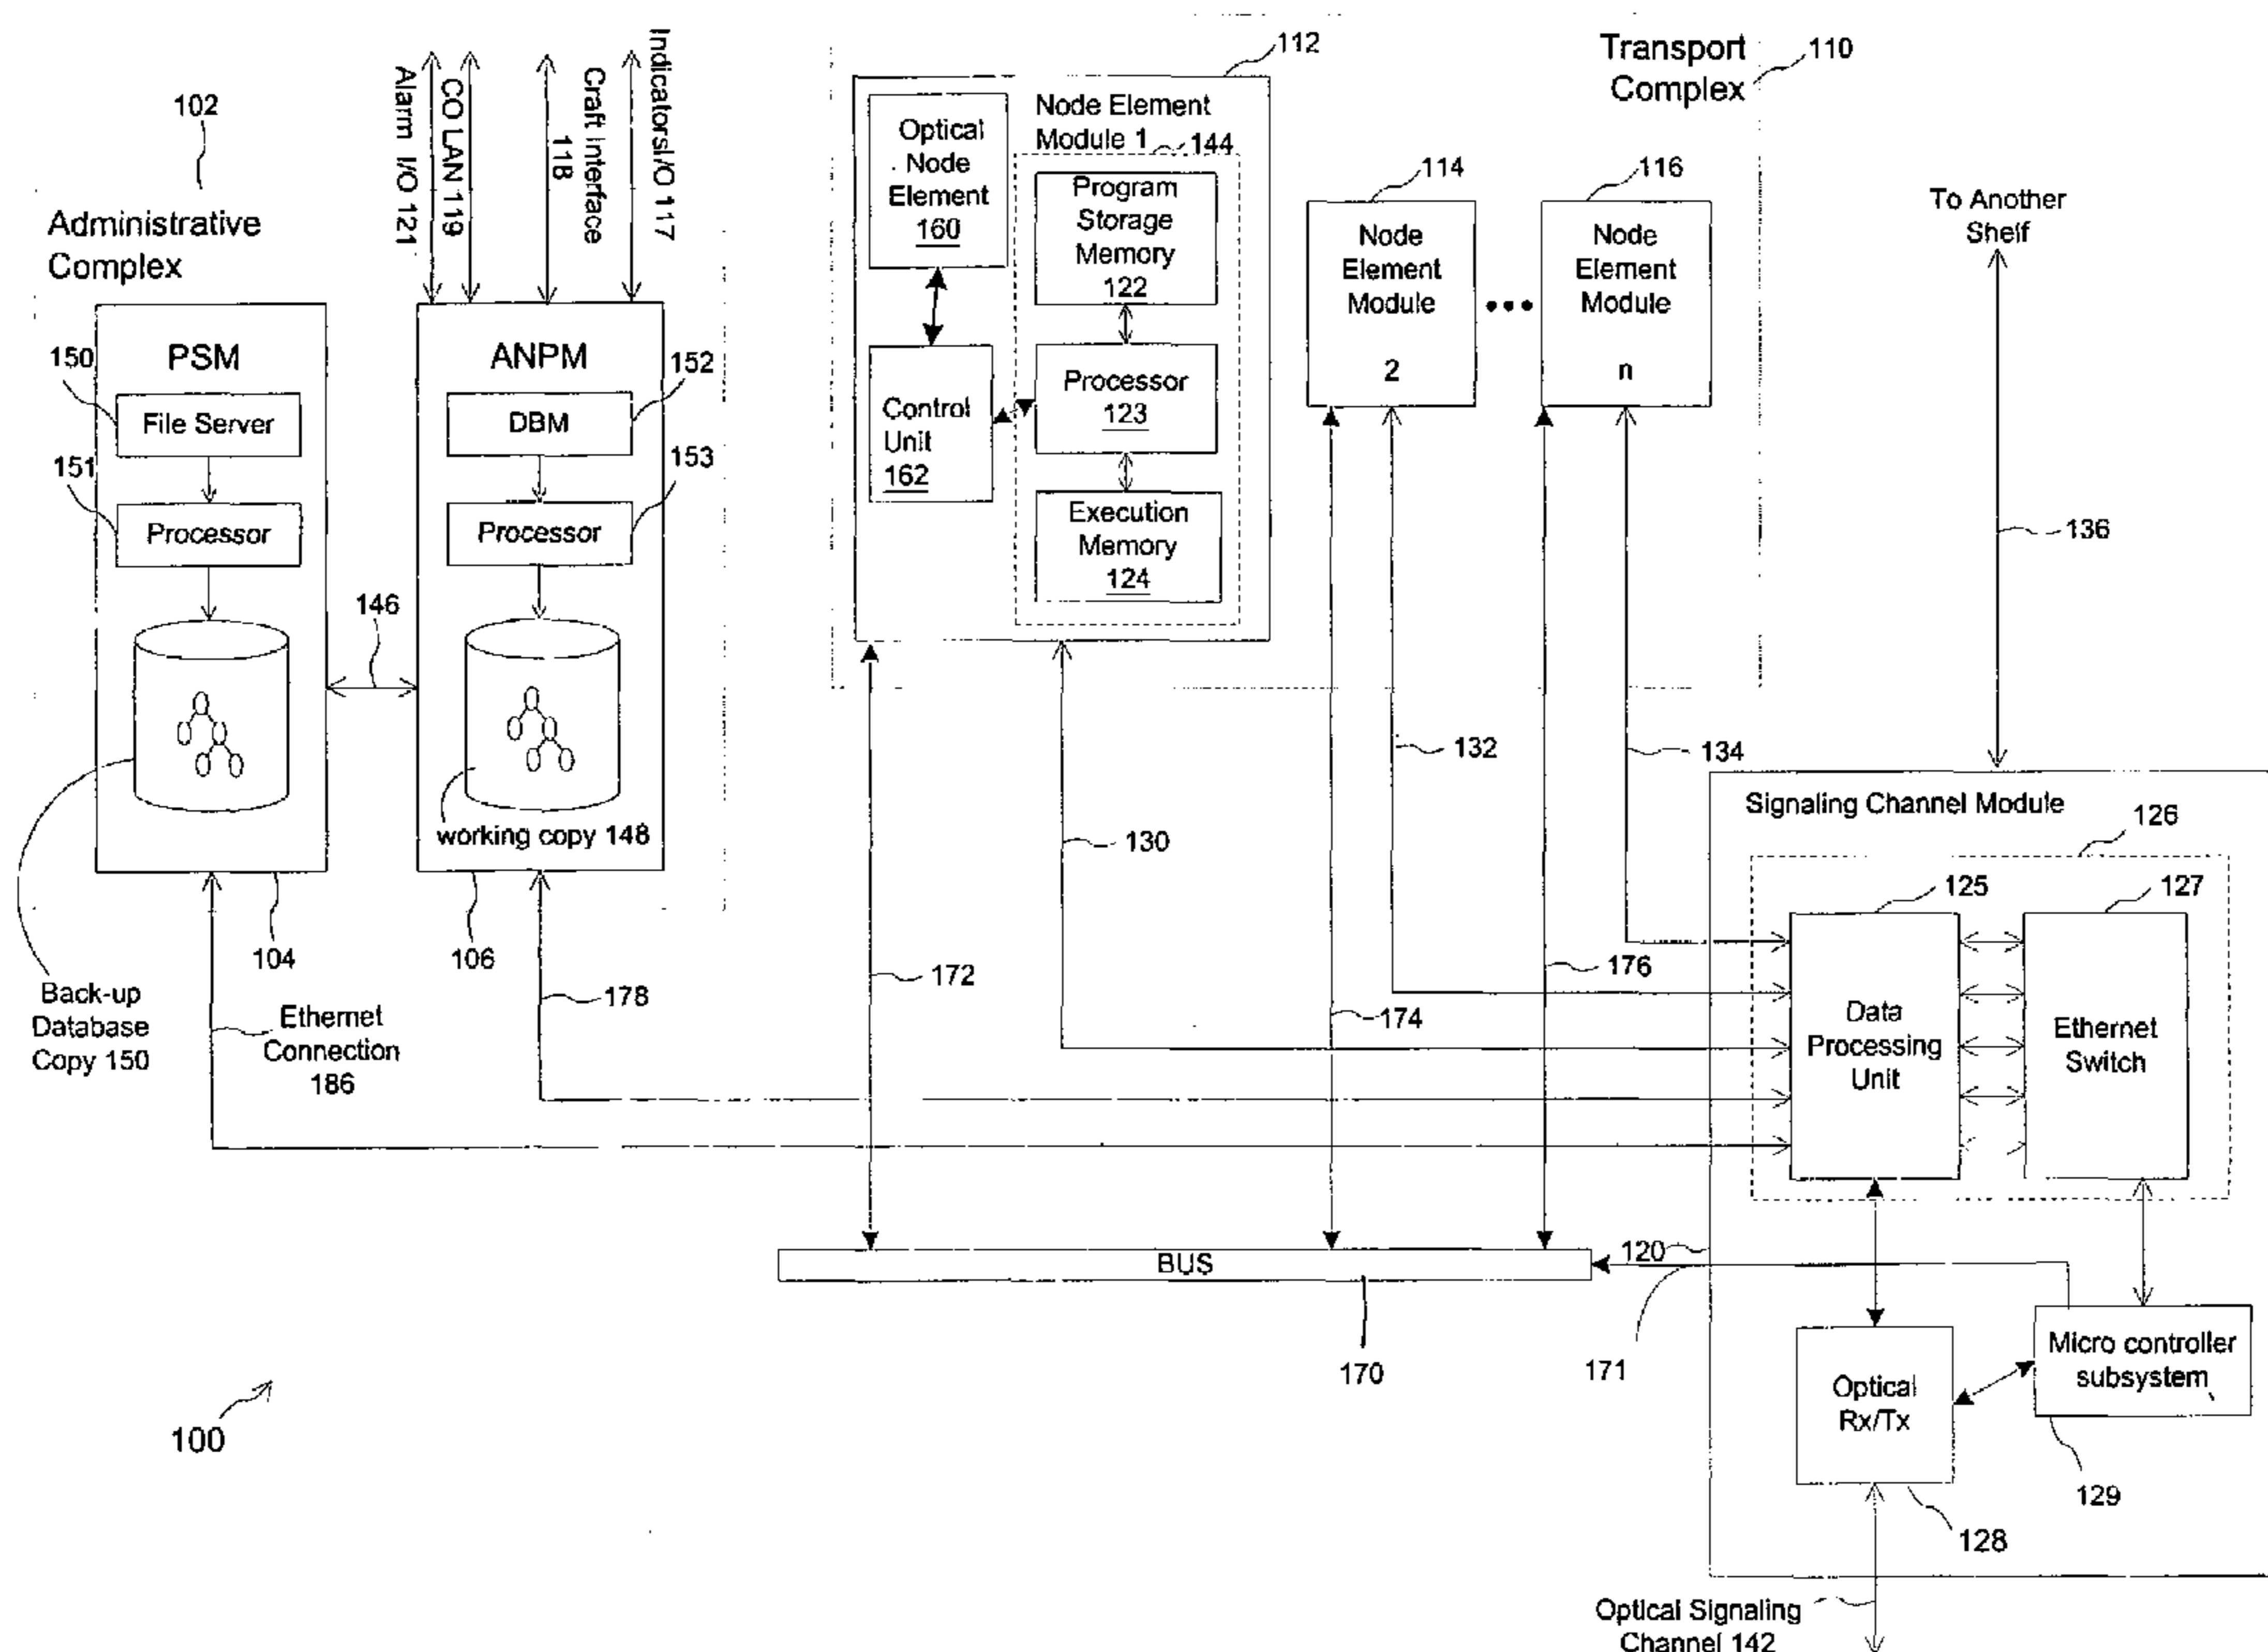 102
Administrative
Complex
Alarm I/O 121
CO LAN 119
118
Craft Interface
IndicatorsI/O 117
PSM
150
File Server
151
Processor
ANPM
152
DBM
153
Processor
146
working copy 148
104
106
Back-up
Database
Copy 150
Ethernet
Connection
186
178
100
Transport
Complex
110
112
Node Element
Module 1
144
Optical
Node
Element
160
Control
Unit
162
Program
Storage
Memory
122
Processor
123
Execution
Memory
124
114
Node
Element
Module
2
116
Node
Element
Module
n
To Another
Shelf
136
130
132
134
172
174
176
BUS
170
171
120
Signaling Channel Module
126
125
127
Data
Processing
Unit
Ethernet
Switch
Optical
Rx/Tx
128
Micro controller
subsystem
129
Optical Signaling
Channel 142